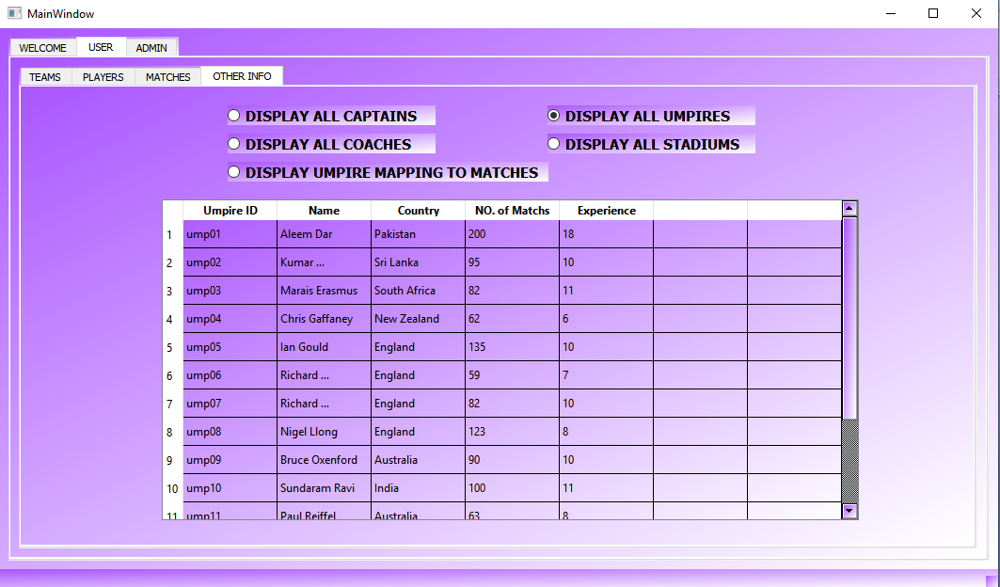 MainWindow
WELCOME USER ADMIN
TEAMS PLAYERS MATCHES OTHER INFO
DISPLAY ALL CAPTAINS DISPLAY ALL UMPIRES
DISPLAY ALL COACHES DISPLAY ALL STADIUMS
DISPLAY UMPIRE MAPPING TO MATCHES
Umpire ID Name Country NO. of Matchs Experience
1 ump01 Aleem Dar Pakistan 200 18
2 ump02 Kumar ... Sri Lanka 95 10
3 ump03 Marais Erasmus South Africa 82 11
4 ump04 Chris Gaffaney New Zealand 62 6
5 ump05 Ian Gould England 135 10
6 ump06 Richard ... England 59 7
7 ump07 Richard ... England 82 10
8 ump08 Nigel Llong England 123 8
9 ump09 Bruce Oxenford Australia 90 10
10 ump10 Sundaram Ravi India 100 11
11 ump11 Paul Reiffel Australia 63 8